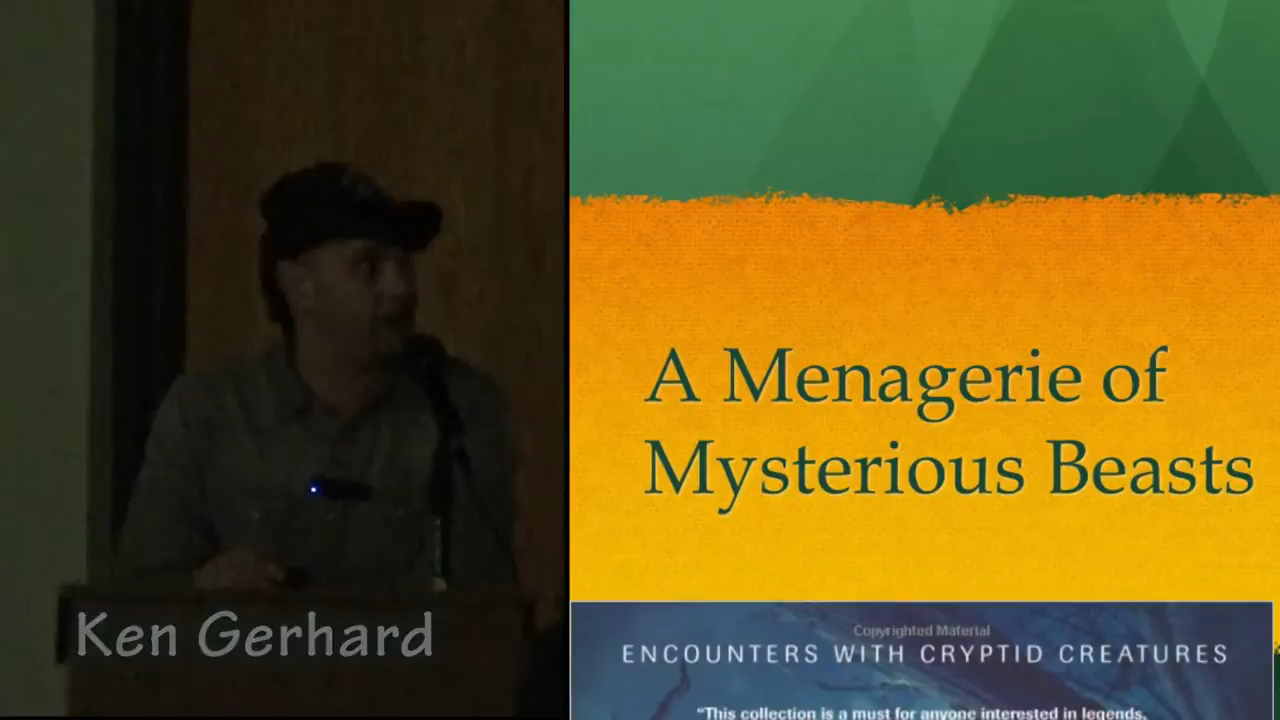 Ken Gerhard
A Menagerie of
Mysterious Beasts
Copyrighted Material
ENCOUNTERS WITH CRYPTID CREATURES
"This collection is a must for anyone interested in legends,